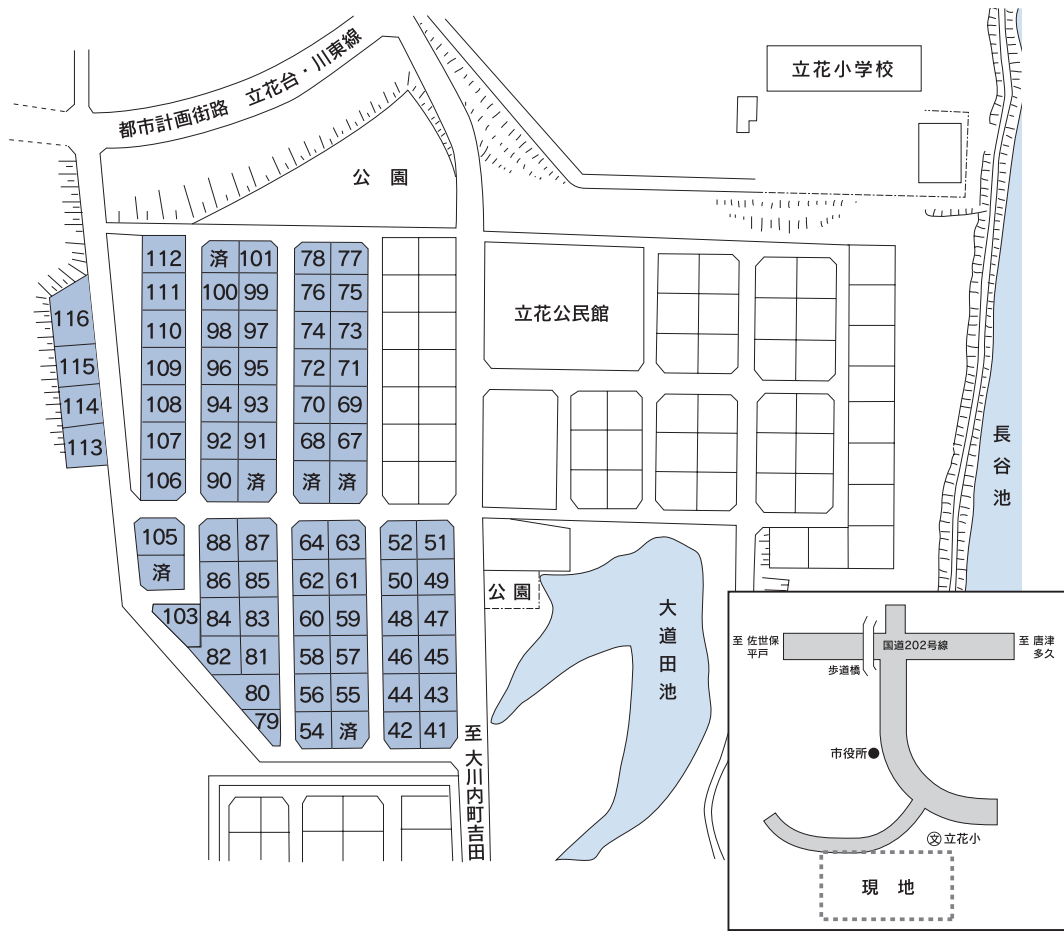 都市計画街路 立花台・川東線
立花小学校
公園
112 済 101 78 77
111 100 99 76 75
立花公民館
116 110 98 97 74 73
115 109 96 95 72 71
114 108 94 93 70 69
113 107 92 91 68 67
106 90 済 済 済
長谷池
105 88 87 64 63 52 51
済 86 85 62 61 50 49
公園
103 84 83 60 59 48 47
大道田池
82 81 58 57 46 45
80 56 55 44 43
79 54 済 42 41
至 大川内町吉田
至 佐世保
平戸
国道202号線
至 唐津
多久
歩道橋
市役所
文 立花小
現 地